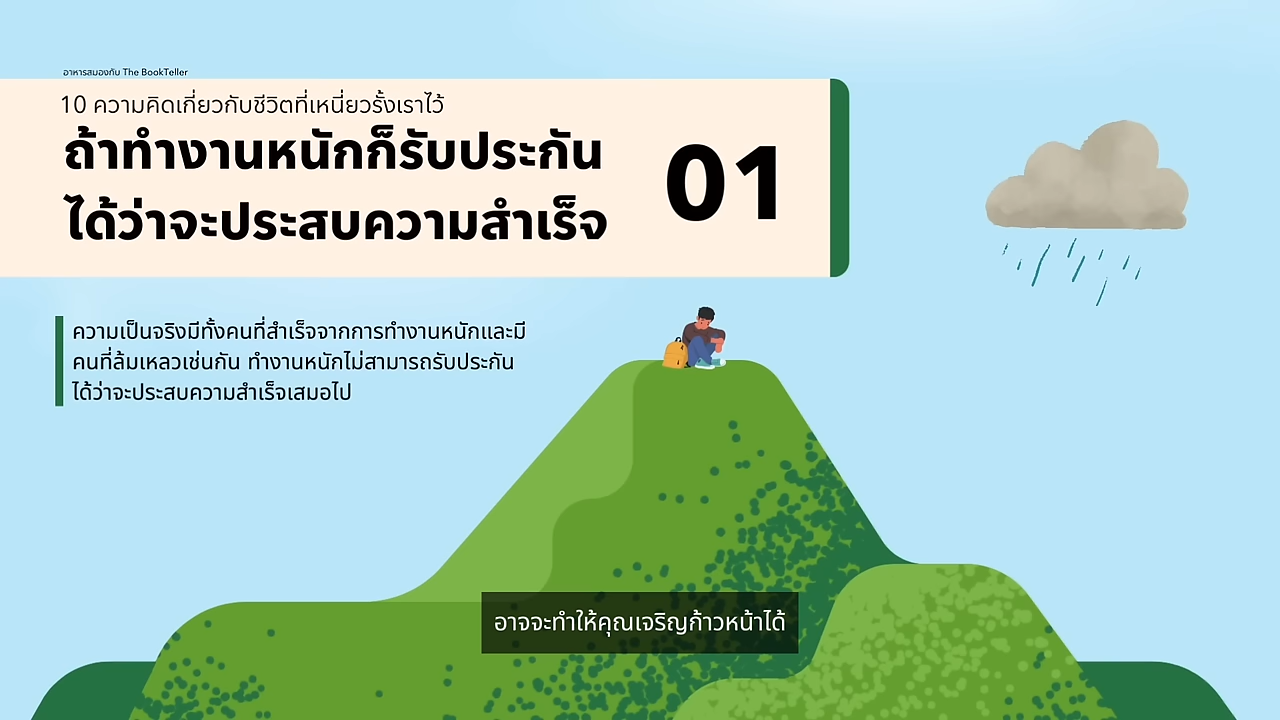 อาหารสมองกับ The BookTeller
10 ความคิดเกี่ยวกับชีวิตที่เหนี่ยวรั้งเราไว้
ถ้าทำงานหนักก็รับประกัน
ได้ว่าจะประสบความสำเร็จ
01
ความเป็นจริงมีทั้งคนที่สำเร็จจากการทำงานหนักและมี
คนที่ล้มเหลวเช่นกัน ทำงานหนักไม่สามารถรับประกัน
ได้ว่าจะประสบความสำเร็จเสมอไป
อาจจะทำให้คุณเจริญก้าวหน้าได้